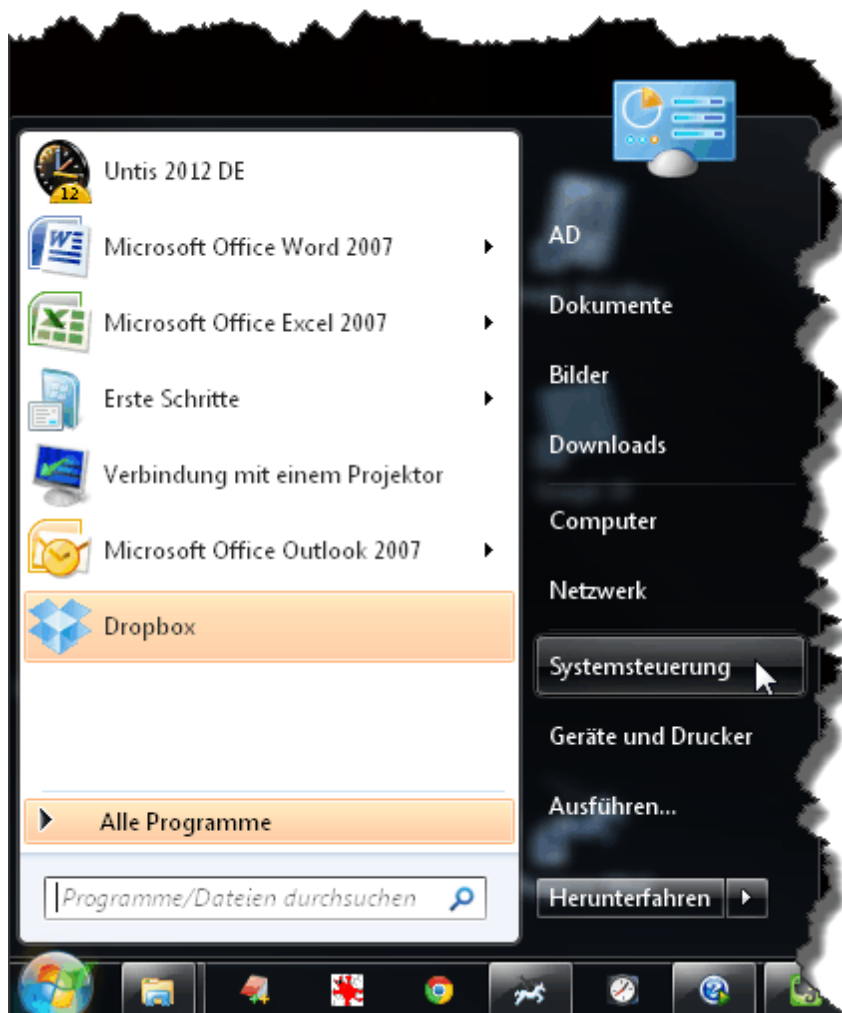 Untis 2012 DE
12
Microsoft Office Word 2007
Microsoft Office Excel 2007
Erste Schritte
Verbindung mit einem Projektor
Microsoft Office Outlook 2007
Dropbox
Alle Programme
Programme/Dateien durchsuchen
AD
Dokumente
Bilder
Downloads
Computer
Netzwerk
Systemsteuerung
Geräte und Drucker
Ausführen...
Herunterfahren